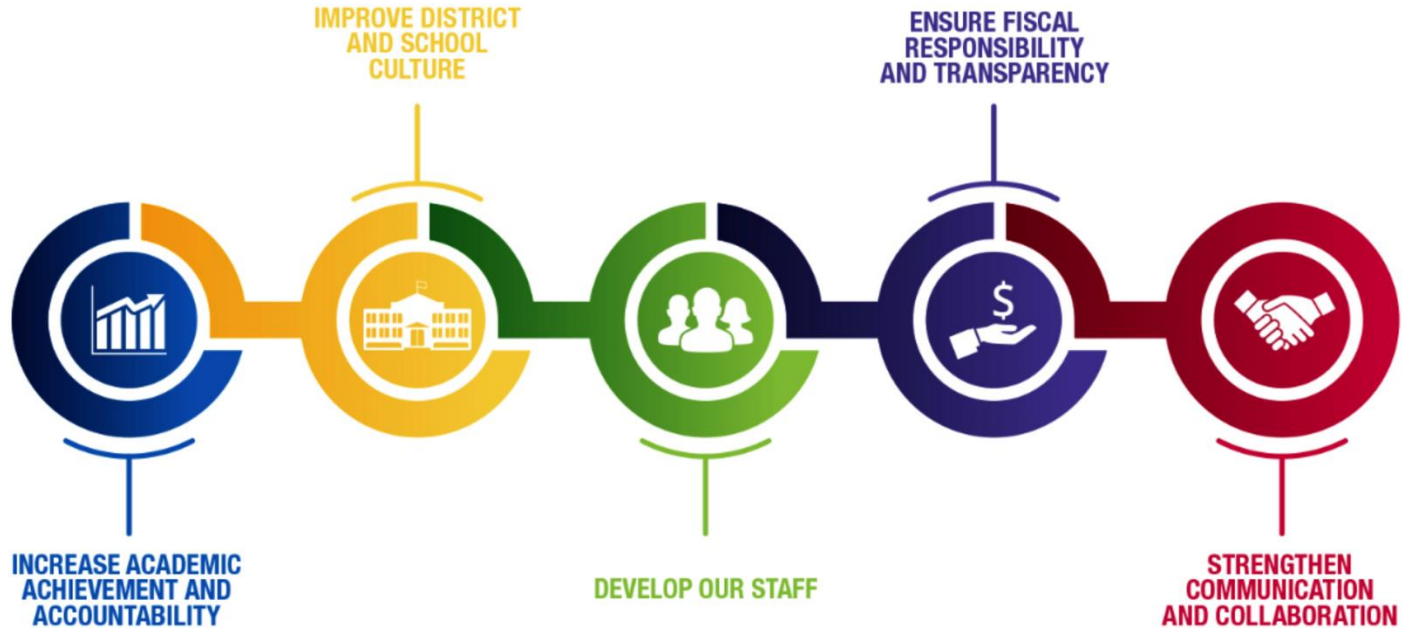 IMPROVE DISTRICT
AND SCHOOL
CULTURE
ENSURE FISCAL
RESPONSIBILITY
AND TRANSPARENCY
$
INCREASE ACADEMIC
ACHIEVEMENT AND
ACCOUNTABILITY
DEVELOP OUR STAFF
STRENGTHEN
COMMUNICATION
AND COLLABORATION